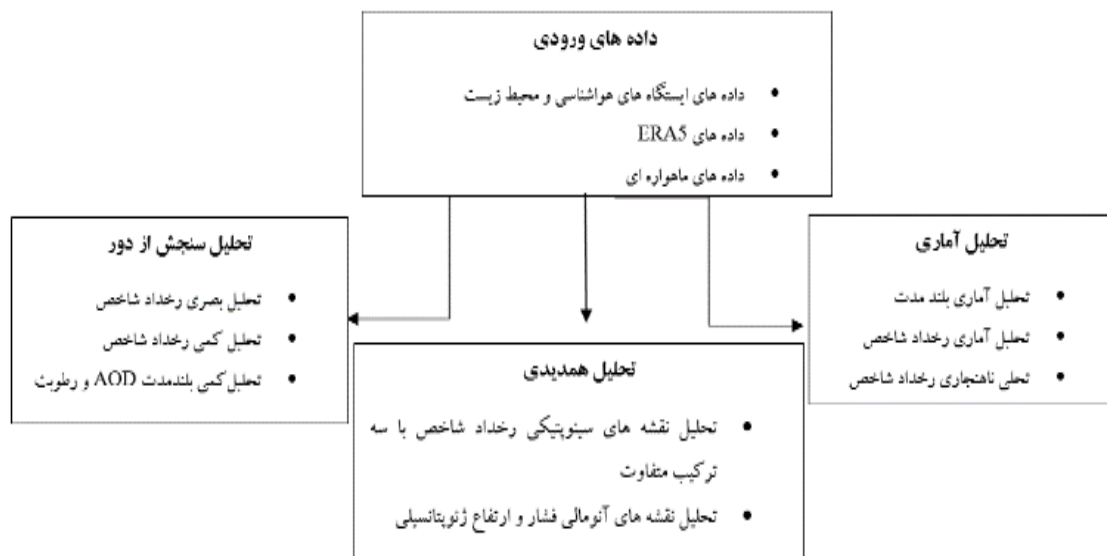 داده های ورودی
داده های ایستگاه های هواشناسی و محیط زیست
داده های ERA5
داده های ماهواره ای
تحلیل آماری
تحلیل آماری بلند مدت
تحلیل آماری رخداد شاخص
تحلی ناهنجاری رخداد شاخص
تحلیل سنجش از دور
تحلیل بصری رخداد شاخص
تحلیل کمی رخداد شاخص
تحلیل کمی بلندمدت AOD و رطوبت
تحلیل همدیدی
تحلیل نقشه های سینوپتیکی رخداد شاخص با سه
ترکیب متفاوت
تحلیل نقشه های آنومالی فشار و ارتفاع ژئوپتانسیلی